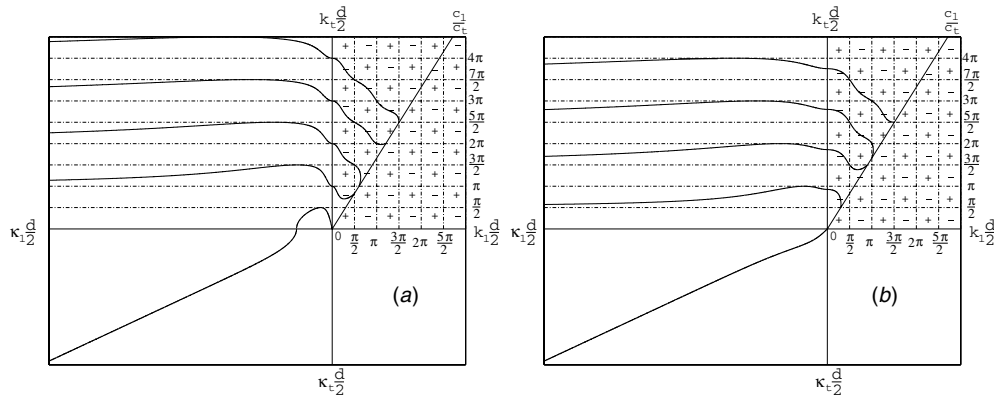 k_t d/2
c_l/c_t
+ − + − + −
4π
7π/2
3π
5π/2
2π
3π/2
π
π/2
κ_l d/2
0 π/2 π 3π/2 2π 5π/2
k_l d/2
(a)
κ_t d/2
k_t d/2
c_l/c_t
+ − + − + −
4π
7π/2
3π
5π/2
2π
3π/2
π
π/2
κ_l d/2
0 π/2 π 3π/2 2π 5π/2
k_l d/2
(b)
κ_t d/2